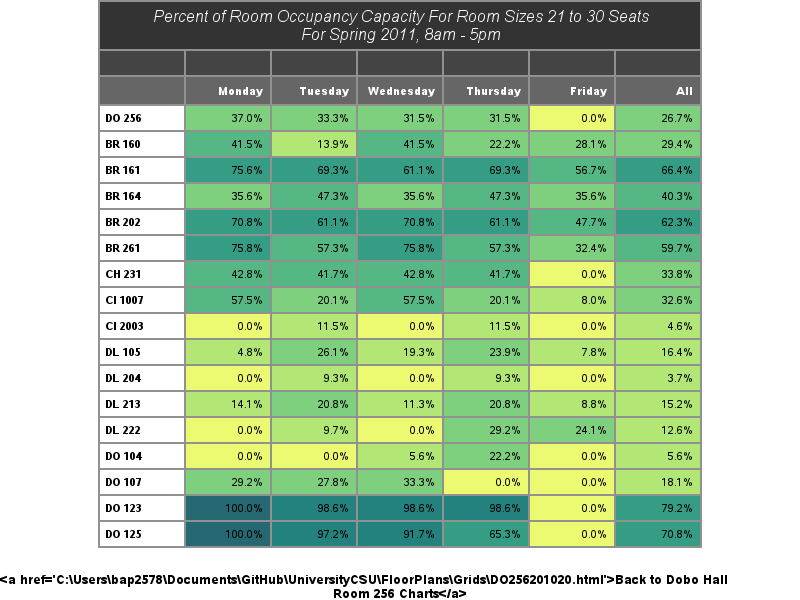 Percent of Room Occupancy Capacity For Room Sizes 21 to 30 Seats
For Spring 2011, 8am - 5pm
Monday Tuesday Wednesday Thursday Friday All
DO 256 37.0% 33.3% 31.5% 31.5% 0.0% 26.7%
BR 160 41.5% 13.9% 41.5% 22.2% 28.1% 29.4%
BR 161 75.6% 69.3% 61.1% 69.3% 56.7% 66.4%
BR 164 35.6% 47.3% 35.6% 47.3% 35.6% 40.3%
BR 202 70.8% 61.1% 70.8% 61.1% 47.7% 62.3%
BR 261 75.8% 57.3% 75.8% 57.3% 32.4% 59.7%
CH 231 42.8% 41.7% 42.8% 41.7% 0.0% 33.8%
CI 1007 57.5% 20.1% 57.5% 20.1% 8.0% 32.6%
CI 2003 0.0% 11.5% 0.0% 11.5% 0.0% 4.6%
DL 105 4.8% 26.1% 19.3% 23.9% 7.8% 16.4%
DL 204 0.0% 9.3% 0.0% 9.3% 0.0% 3.7%
DL 213 14.1% 20.8% 11.3% 20.8% 8.8% 15.2%
DL 222 0.0% 9.7% 0.0% 29.2% 24.1% 12.6%
DO 104 0.0% 0.0% 5.6% 22.2% 0.0% 5.6%
DO 107 29.2% 27.8% 33.3% 0.0% 0.0% 18.1%
DO 123 100.0% 98.6% 98.6% 98.6% 0.0% 79.2%
DO 125 100.0% 97.2% 91.7% 65.3% 0.0% 70.8%
<a href='C:\Users\bap2578\Documents\GitHub\UniversityCSU\FloorPlans\Grids\DO256201020.html'>Back to Dobo Hall
Room 256 Charts</a>